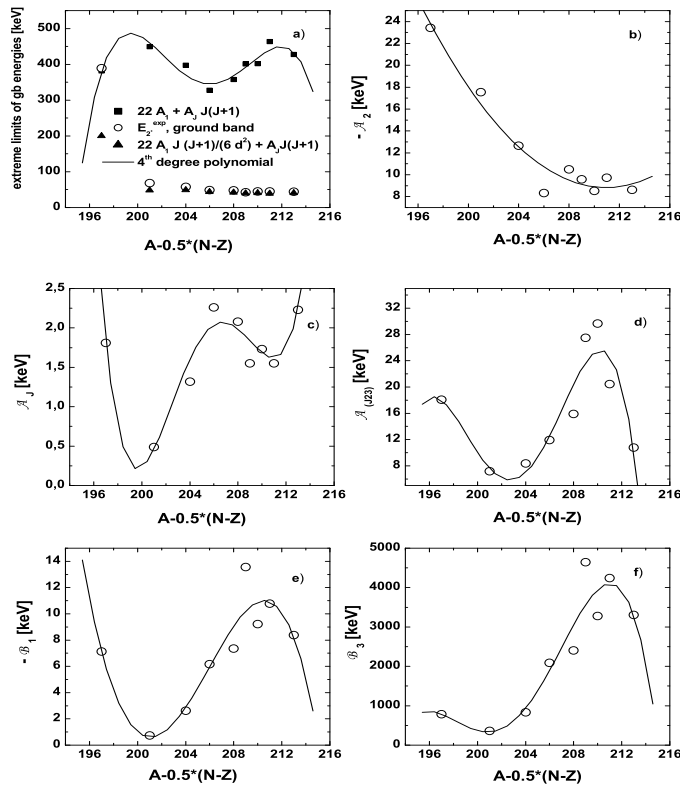 500
450
400
350
300
250
200
150
100
50
0
extreme limits of gb energies [keV]
a)
22 A1 + AJ J(J+1)
E2+exp, ground band
22 A1 J (J+1)/(6 d2) + AJJ(J+1)
4th degree polynomial
196 200 204 208 212 216
A-0.5*(N-Z)
24
22
20
18
16
14
12
10
8
- A2 [keV]
b)
196 200 204 208 212 216
A-0.5*(N-Z)
2,5
2,0
1,5
1,0
0,5
0,0
AJ [keV]
c)
196 200 204 208 212 216
A-0.5*(N-Z)
32
28
24
20
16
12
8
A(J23) [keV]
d)
196 200 204 208 212 216
A-0.5*(N-Z)
14
12
10
8
6
4
2
0
- B1 [keV]
e)
196 200 204 208 212 216
A-0.5*(N-Z)
5000
4000
3000
2000
1000
0
B3 [keV]
f)
196 200 204 208 212 216
A-0.5*(N-Z)